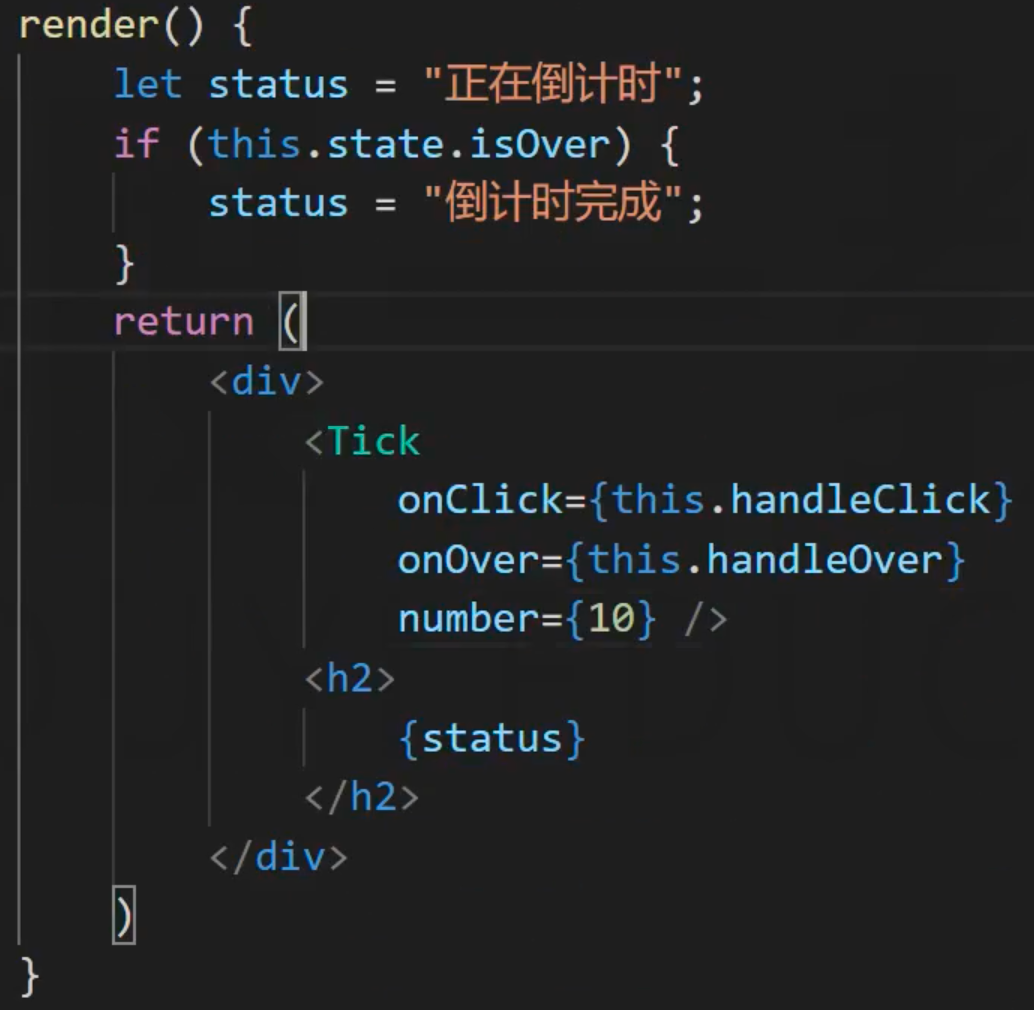 render() {
let status = "正在倒计时";
if (this.state.isOver) {
status = "倒计时完成";
}
return (
<div>
<Tick
onClick={this.handleClick}
onOver={this.handleOver}
number={10} />
<h2>
{status}
</h2>
</div>
)
}